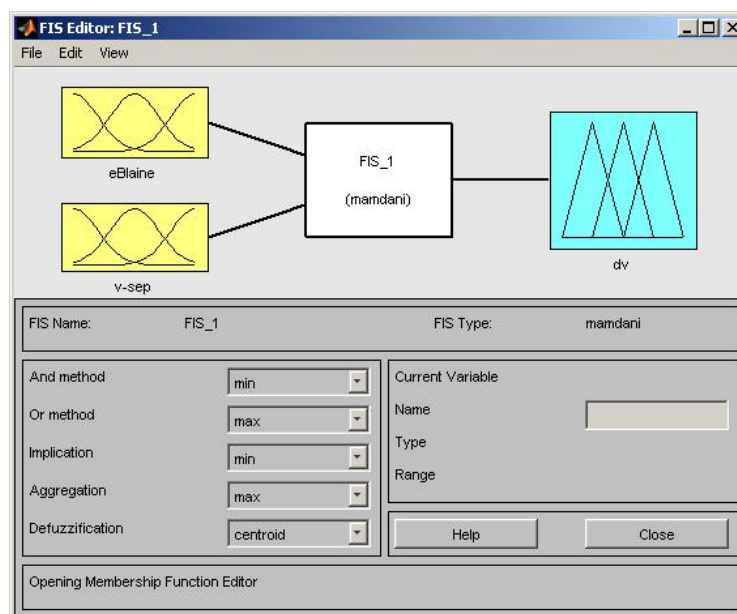 FIS Editor: FIS_1
File Edit View
eBlaine
v-sep
FIS_1
(mamdani)
dv
FIS Name: FIS_1 FIS Type: mamdani
And method min
Or method max
Implication min
Aggregation max
Defuzzification centroid
Current Variable
Name
Type
Range
Help Close
Opening Membership Function Editor